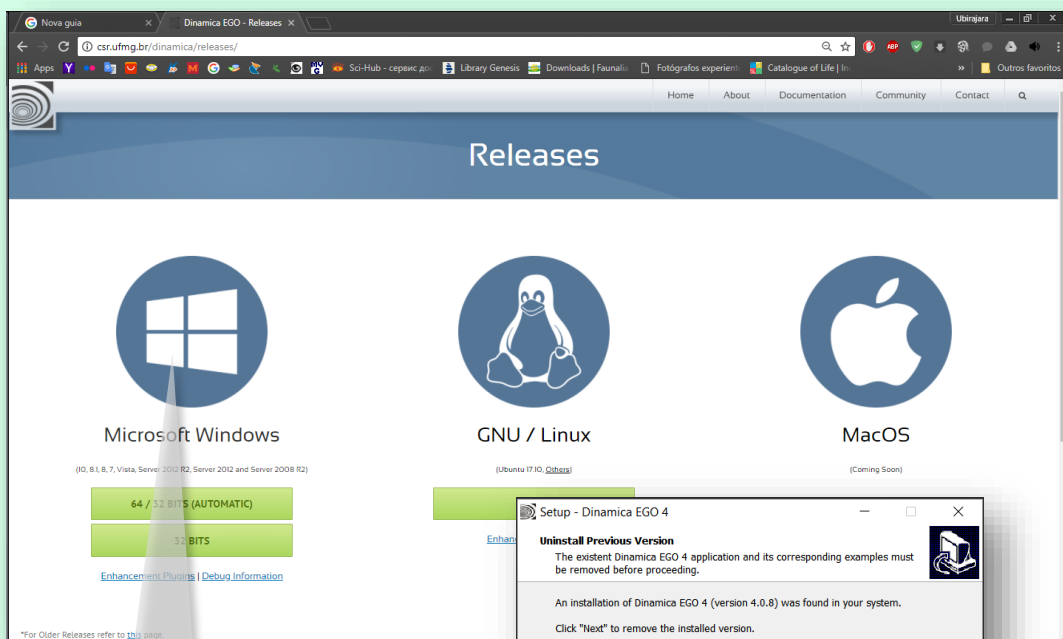 Nova guia
Dinamica EGO - Releases
Ubirajara
csr.ufmg.br/dinamica/releases/
ABP
Apps
Sci-Hub - сервис до
Library Genesis
Downloads | Faunalia
Fotógrafos experient
Catalogue of Life | In
»
Outros favoritos
Home About Documentation Community Contact
Releases
Microsoft Windows
(10, 8.1, 8, 7, Vista, Server 2012 R2, Server 2012 and Server 2008 R2)
64 / 32 BITS (AUTOMATIC)
32 BITS
Enhancement Plugins | Debug Information
GNU / Linux
(Ubuntu 17.10, Others)
Enhan
MacOS
(Coming Soon)
*For Older Releases refer to this page.
Setup - Dinamica EGO 4
Uninstall Previous Version
The existent Dinamica EGO 4 application and its corresponding examples must
be removed before proceeding.
An installation of Dinamica EGO 4 (version 4.0.8) was found in your system.
Click "Next" to remove the installed version.